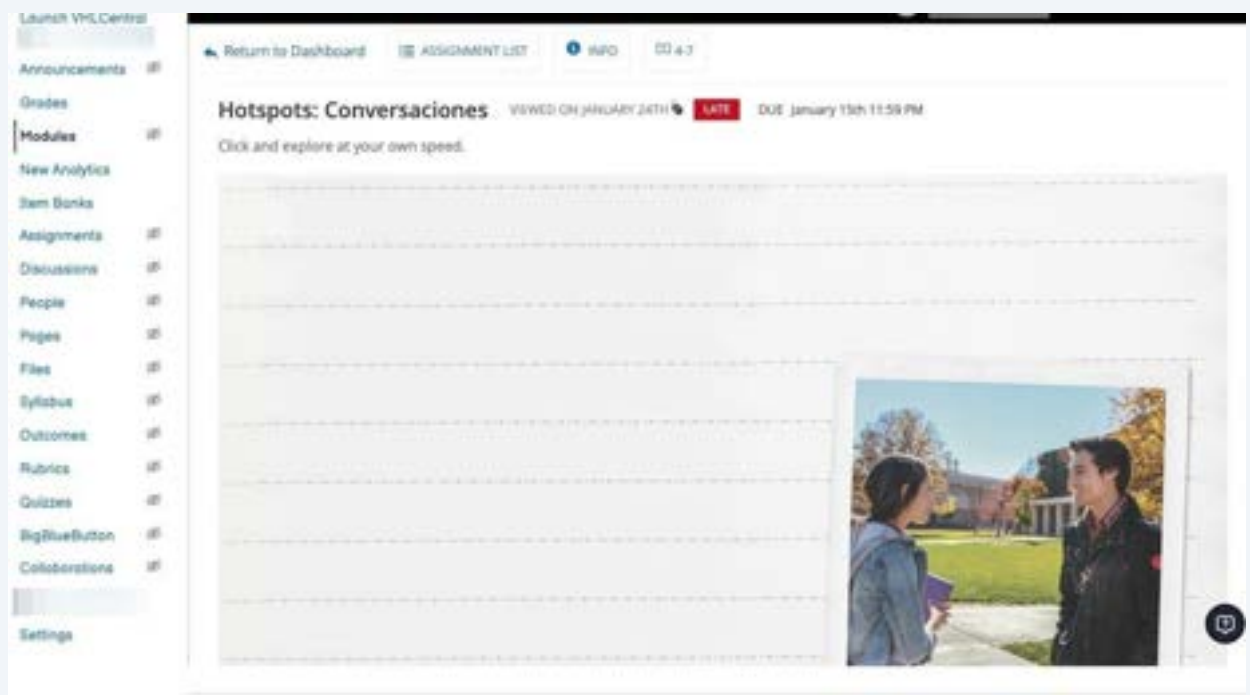 Launch VHLCentral
Announcements
Grades
Modules
New Analytics
Item Banks
Assignments
Discussions
People
Pages
Files
Syllabus
Outcomes
Rubrics
Quizzes
BigBlueButton
Collaborations
Settings
Return to Dashboard
ASSIGNMENT LIST
INFO
Hotspots: Conversaciones VIEWED ON JANUARY 24TH LATE DUE January 15th 11:59 PM
Click and explore at your own speed.